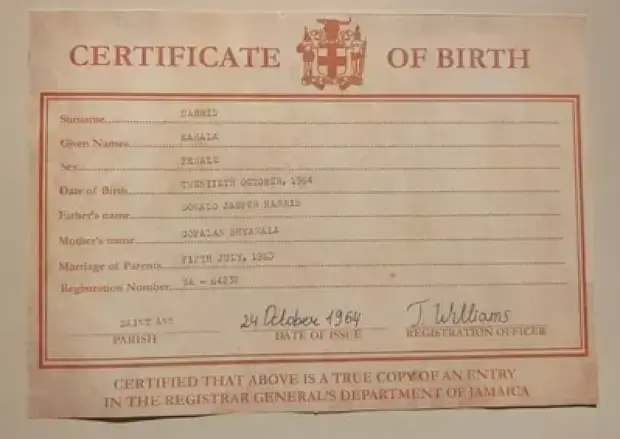 CERTIFICATE OF BIRTH
Surname HARRIS
Given Names KAMALA
Sex FEMALE
Date of Birth TWENTIETH OCTOBER, 1964
Father's name DONALD JASPER HARRIS
Mother's name GOPALAN SHYAMALA
Marriage of Parents FIFTH JULY, 1963
Registration Number
SAINT ANN 24 October 1964 J. Williams
PARISH DATE OF ISSUE REGISTRATION OFFICER
CERTIFIED THAT ABOVE IS A TRUE COPY OF AN ENTRY
IN THE REGISTRAR GENERAL'S DEPARTMENT OF JAMAICA